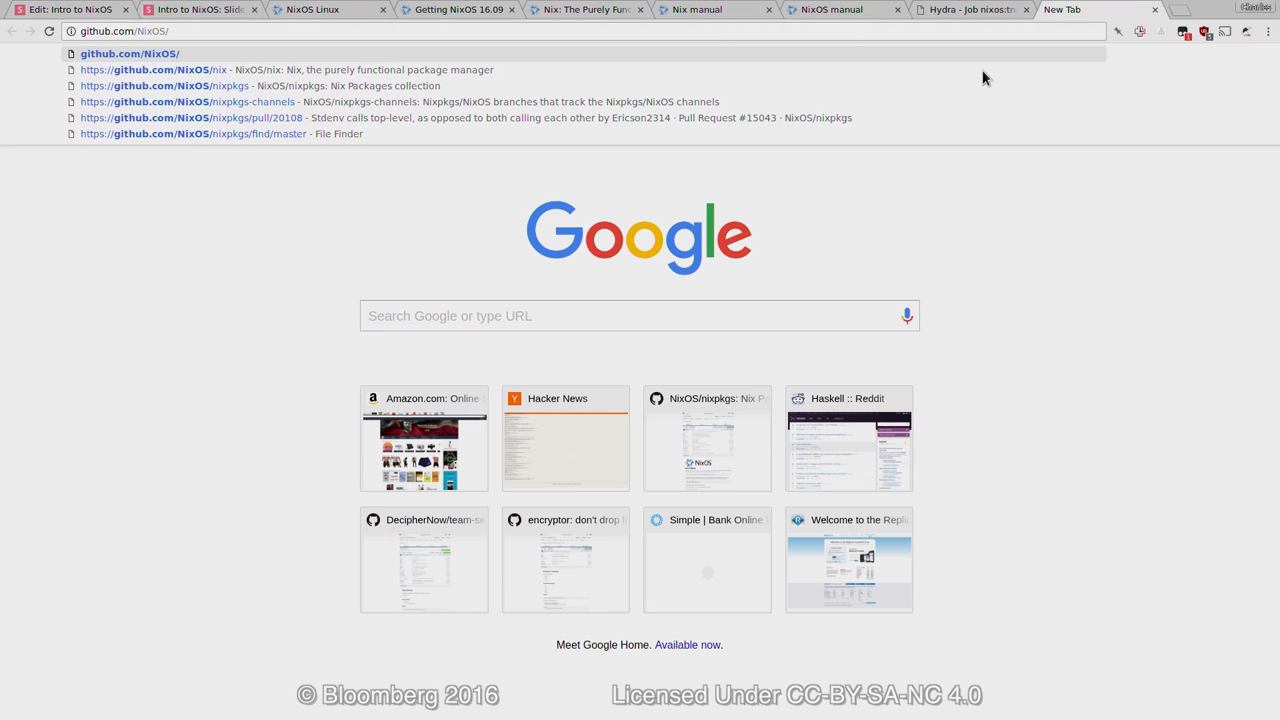 Edit: Intro to NixOS
Intro to NixOS: Slide
NixOS Linux
Getting NixOS 16.09
Nix: The Purely Func
Nix manual
NixOS manual
Hydra - Job nixos:tru
New Tab
github.com/NixOS/
github.com/NixOS/
https://github.com/NixOS/nix - NixOS/nix: Nix, the purely functional package manager
https://github.com/NixOS/nixpkgs - NixOS/nixpkgs: Nix Packages collection
https://github.com/NixOS/nixpkgs-channels - NixOS/nixpkgs-channels: Nixpkgs/NixOS branches that track the Nixpkgs/NixOS channels
https://github.com/NixOS/nixpkgs/pull/20108 - Stdenv calls top-level, as opposed to both calling each other by Ericson2314 · Pull Request #15043 · NixOS/nixpkgs
https://github.com/NixOS/nixpkgs/find/master - File Finder
Google
Search Google or type URL
Amazon.com: Online
Hacker News
NixOS/nixpkgs: Nix P
Haskell :: Reddit
NixOS
DecipherNow/team-se
encryptor: don't drop
Simple | Bank Online
Welcome to the Repli
Meet Google Home. Available now.
© Bloomberg 2016
Licensed Under CC-BY-SA-NC 4.0